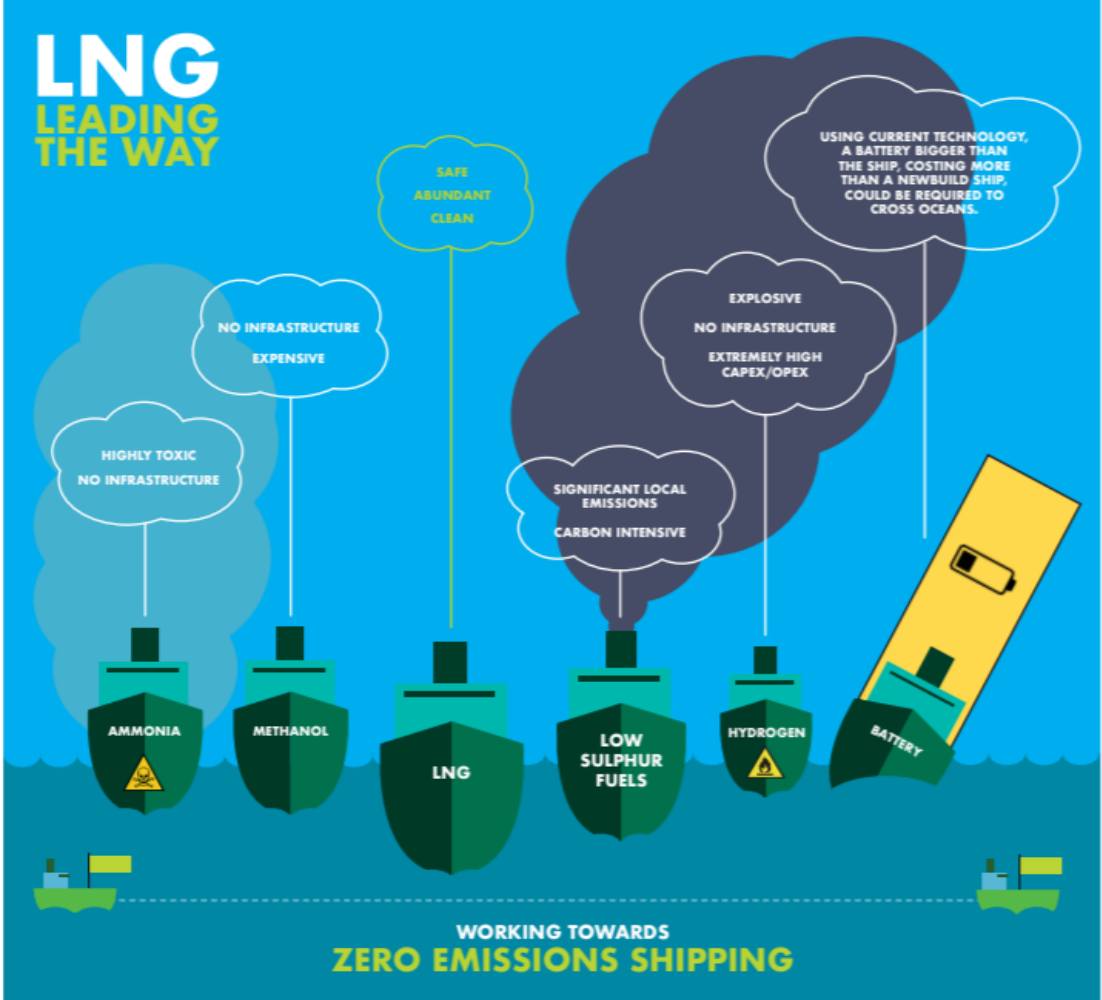 LNG
LEADING
THE WAY
SAFE
ABUNDANT
CLEAN
USING CURRENT TECHNOLOGY,
A BATTERY BIGGER THAN
THE SHIP, COSTING MORE
THAN A NEWBUILD SHIP,
COULD BE REQUIRED TO
CROSS OCEANS.
NO INFRASTRUCTURE
EXPENSIVE
EXPLOSIVE
NO INFRASTRUCTURE
EXTREMELY HIGH
CAPEX/OPEX
HIGHLY TOXIC
NO INFRASTRUCTURE
SIGNIFICANT LOCAL
EMISSIONS
CARBON INTENSIVE
AMMONIA
METHANOL
LNG
LOW
SULPHUR
FUELS
HYDROGEN
BATTERY
WORKING TOWARDS
ZERO EMISSIONS SHIPPING